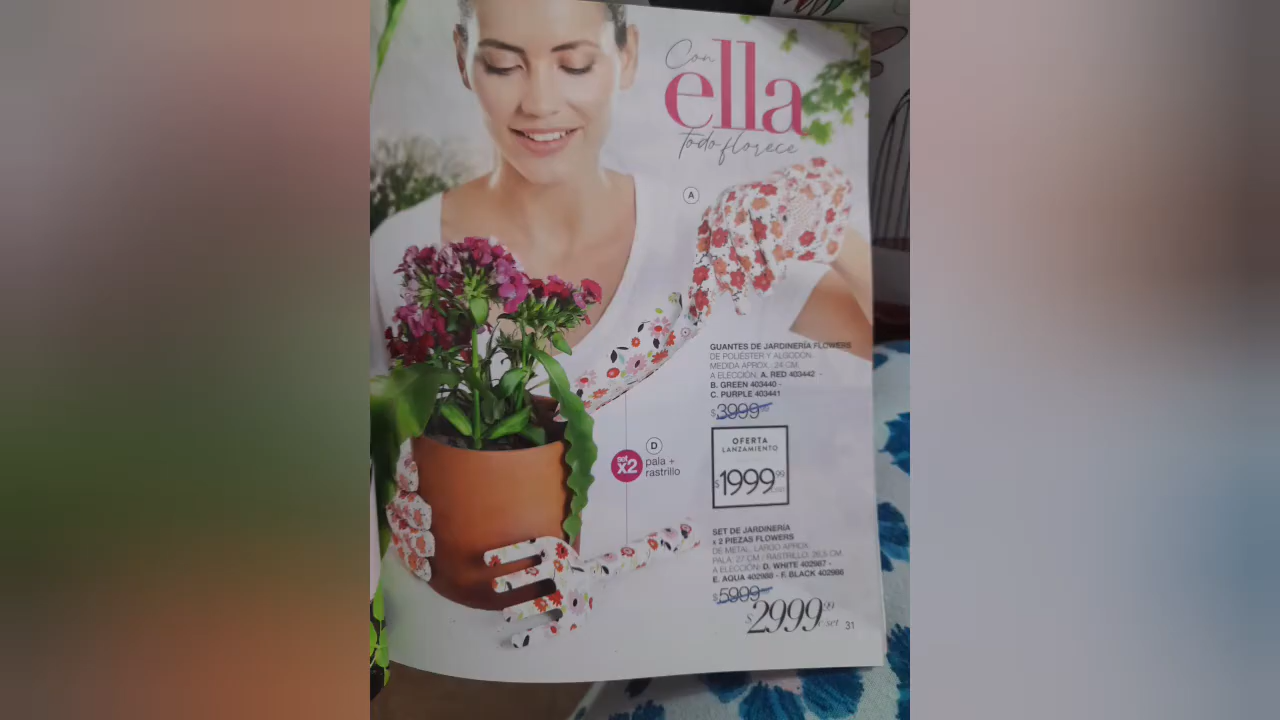 Con
ella
todo florece
A
GUANTES DE JARDINERÍA FLOWERS
DE POLIÉSTER Y ALGODÓN.
MEDIDA APROX.: 24 CM.
A ELECCIÓN: A. RED 403442 -
B. GREEN 403440 -
C. PURPLE 403441
$3999
OFERTA
LANZAMIENTO
$1999,99
D
set
x2
pala +
rastrillo
SET DE JARDINERÍA
x 2 PIEZAS FLOWERS
DE METAL. LARGO APROX.
PALA: 27 CM / RASTRILLO: 26,5 CM.
A ELECCIÓN: D. WHITE 402987 -
E. AQUA 402988 - F. BLACK 402986
$5999
$2999,99 c/set
31